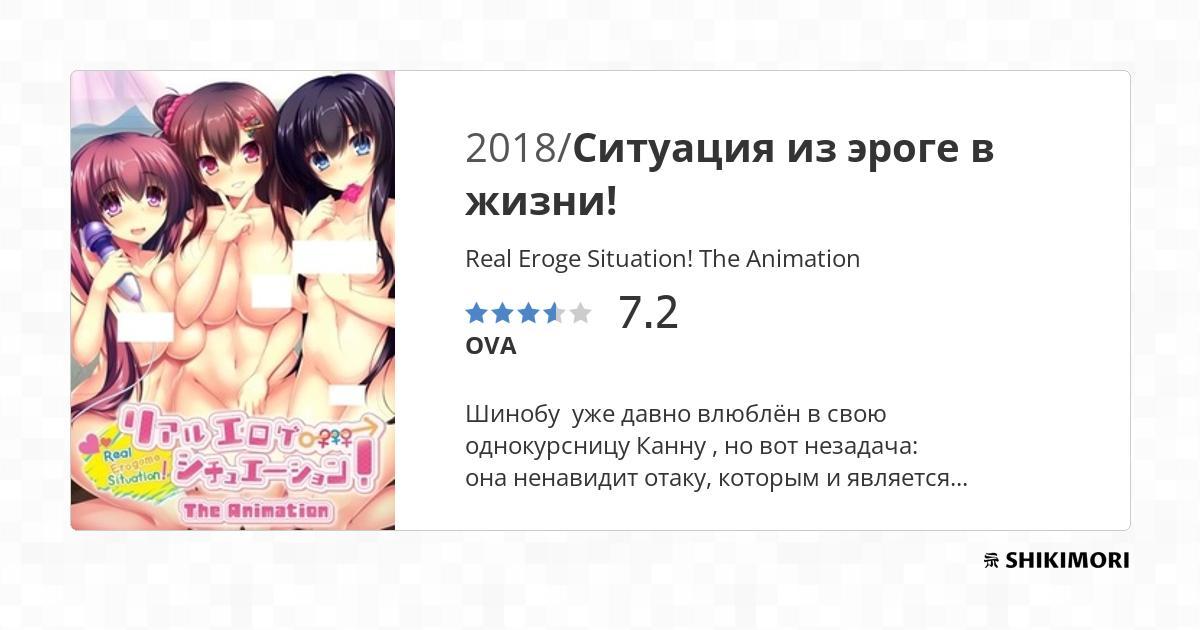 2018/Ситуация из эроге в
жизни!
Real Eroge Situation! The Animation
7.2
OVA
Шинобу уже давно влюблён в свою
однокурсницу Канну , но вот незадача:
она ненавидит отаку, которым и является...
リアルエロゲ
シチュエーション!
Real
Erogame
Situation!
The Animation
SHIKIMORI